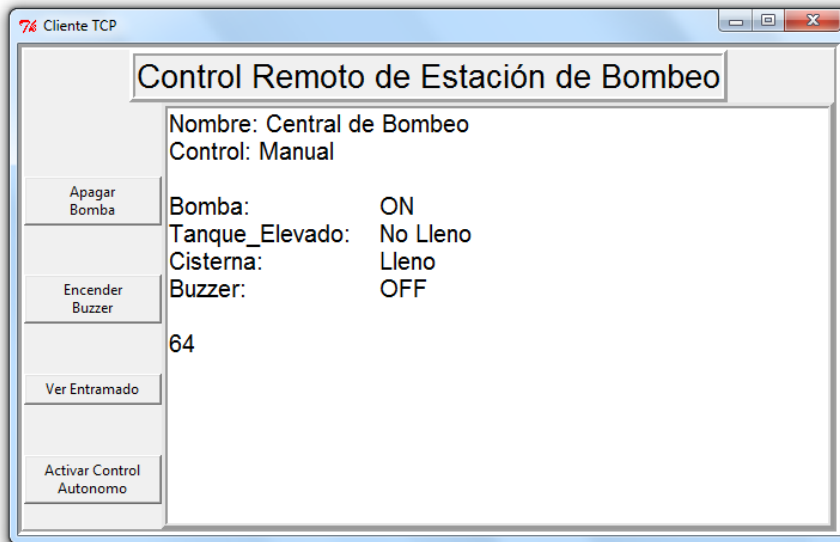 Cliente TCP
Control Remoto de Estación de Bombeo
Nombre: Central de Bombeo
Control: Manual
Apagar
Bomba
Bomba: ON
Tanque_Elevado: No Lleno
Cisterna: Lleno
Encender
Buzzer
Buzzer: OFF
64
Ver Entramado
Activar Control
Autonomo